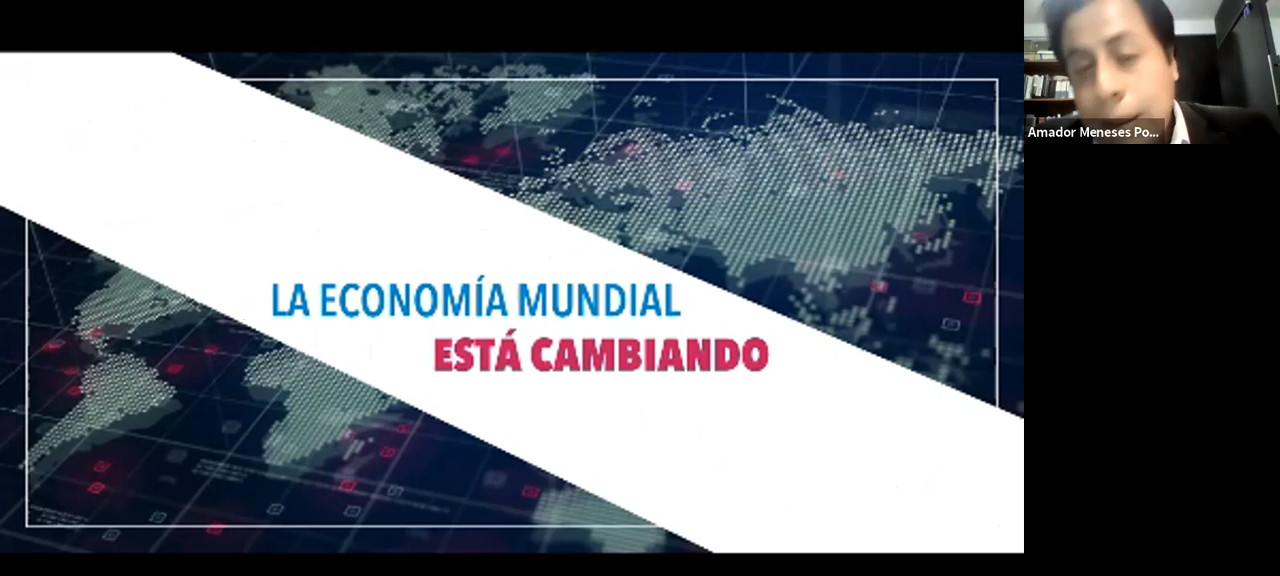 LA ECONOMÍA MUNDIAL
ESTÁ CAMBIANDO
Amador Meneses Po...